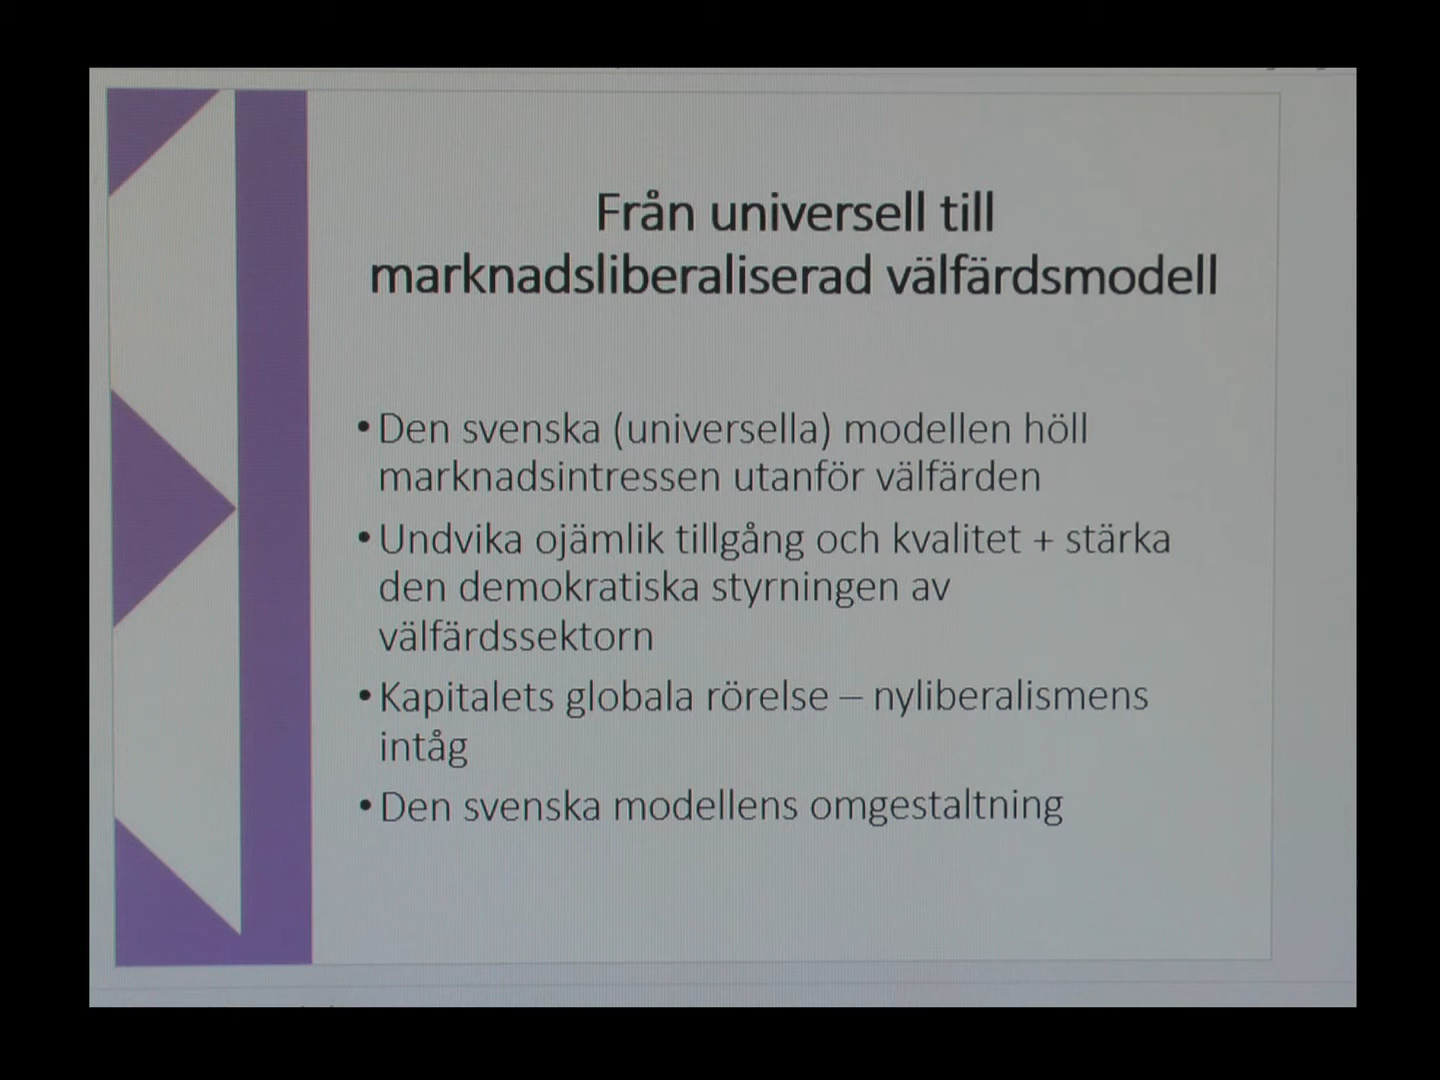 Från universell till
marknadsliberaliserad välfärdsmodell
• Den svenska (universella) modellen höll
marknadsintressen utanför välfärden
• Undvika ojämlik tillgång och kvalitet + stärka
den demokratiska styrningen av
välfärdssektorn
• Kapitalets globala rörelse – nyliberalismens
intåg
• Den svenska modellens omgestaltning